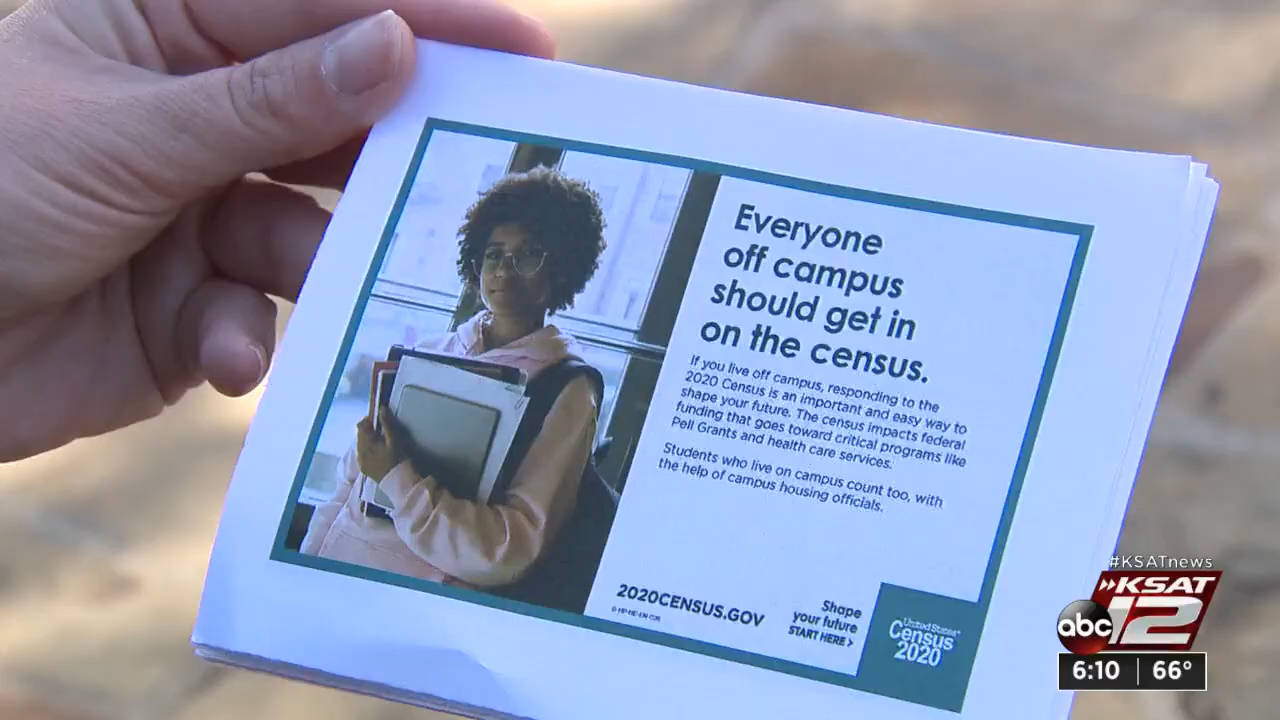 Everyone
off campus
should get in
on the census.
If you live off campus, responding to the
2020 Census is an important and easy way to
shape your future. The census impacts federal
funding that goes toward critical programs like
Pell Grants and health care services.
Students who live on campus count too, with
the help of campus housing officials.
2020CENSUS.GOV
Shape
your future
START HERE >
United States®
Census
2020
#KSATnews
KSAT
abc 12
6:10 66°